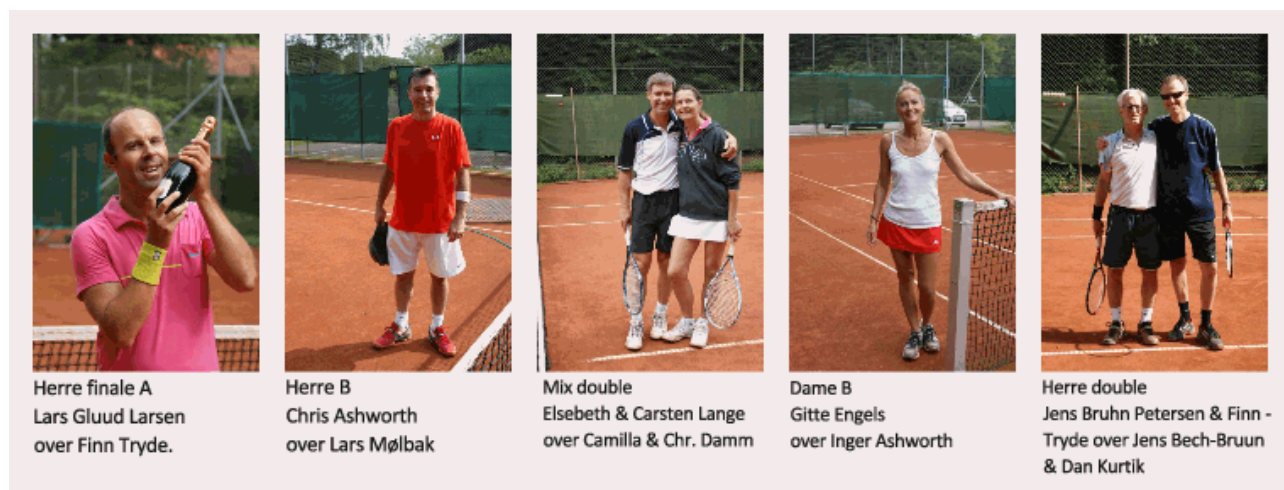 Herre finale A
Lars Gluud Larsen
over Finn Tryde.
Herre B
Chris Ashworth
over Lars Mølbak
Mix double
Elsebeth & Carsten Lange
over Camilla & Chr. Damm
Dame B
Gitte Engels
over Inger Ashworth
Herre double
Jens Bruhn Petersen & Finn -
Tryde over Jens Bech-Bruun
& Dan Kurtik